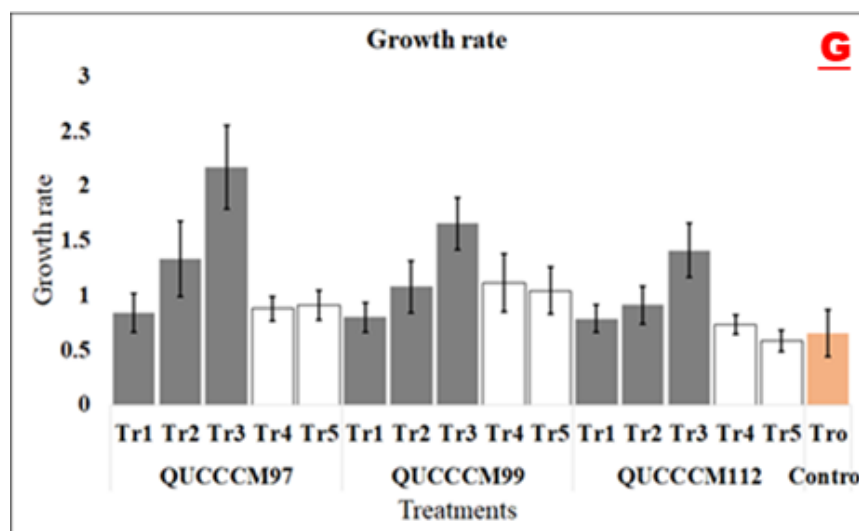 Growth rate
G
3
2.5
2
1.5
1
0.5
0
Growth rate
Tr1 Tr2 Tr3 Tr4 Tr5 Tr1 Tr2 Tr3 Tr4 Tr5 Tr1 Tr2 Tr3 Tr4 Tr5 Tro
QUCCCM97 QUCCCM99 QUCCCM112 Contro
Treatments